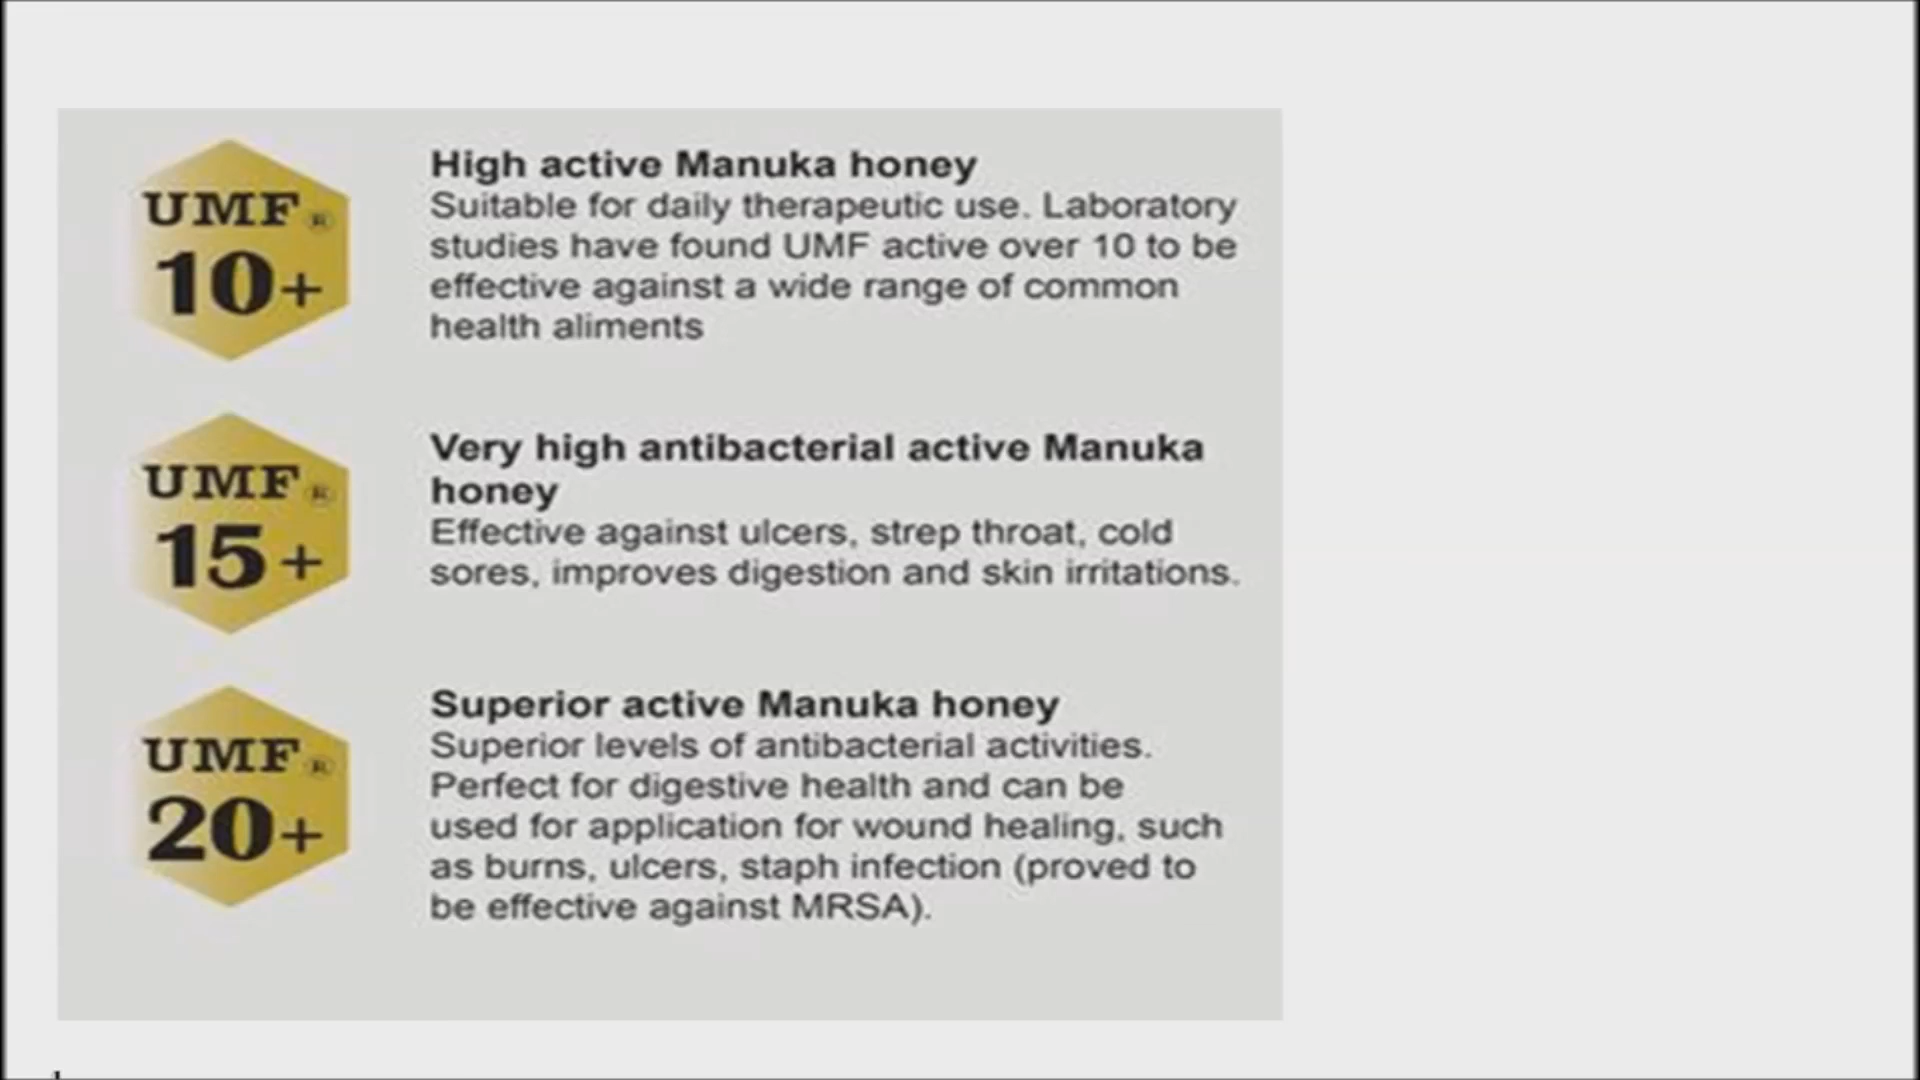 UMF®
10+
High active Manuka honey
Suitable for daily therapeutic use. Laboratory
studies have found UMF active over 10 to be
effective against a wide range of common
health aliments
UMF®
15+
Very high antibacterial active Manuka
honey
Effective against ulcers, strep throat, cold
sores, improves digestion and skin irritations.
UMF®
20+
Superior active Manuka honey
Superior levels of antibacterial activities.
Perfect for digestive health and can be
used for application for wound healing, such
as burns, ulcers, staph infection (proved to
be effective against MRSA).